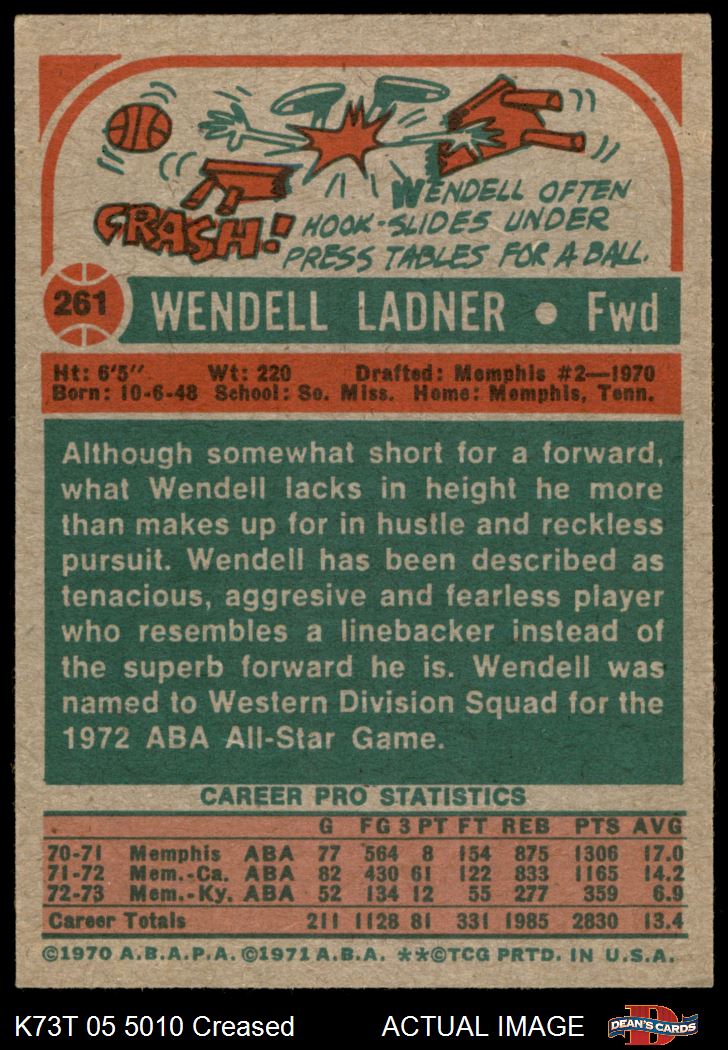 CRASH!
WENDELL OFTEN
HOOK-SLIDES UNDER
PRESS TABLES FOR A BALL.
261
WENDELL LADNER • Fwd
Ht: 6'5" Wt: 220 Drafted: Memphis #2—1970
Born: 10-6-48 School: So. Miss. Home: Memphis, Tenn.
Although somewhat short for a forward,
what Wendell lacks in height he more
than makes up for in hustle and reckless
pursuit. Wendell has been described as
tenacious, aggresive and fearless player
who resembles a linebacker instead of
the superb forward he is. Wendell was
named to Western Division Squad for the
1972 ABA All-Star Game.
CAREER PRO STATISTICS
G FG 3 PT FT REB PTS AVG
70-71 Memphis ABA 77 564 8 154 875 1306 17.0
71-72 Mem.-Ca. ABA 82 430 61 122 833 1165 14.2
72-73 Mem.-Ky. ABA 52 134 12 55 277 359 6.9
Career Totals 211 1128 81 331 1985 2830 13.4
©1970 A.B.A.P.A. ©1971 A.B.A. **©TCG PRTD. IN U.S.A.
K73T 05 5010 Creased ACTUAL IMAGE
D
DEAN'S CARDS